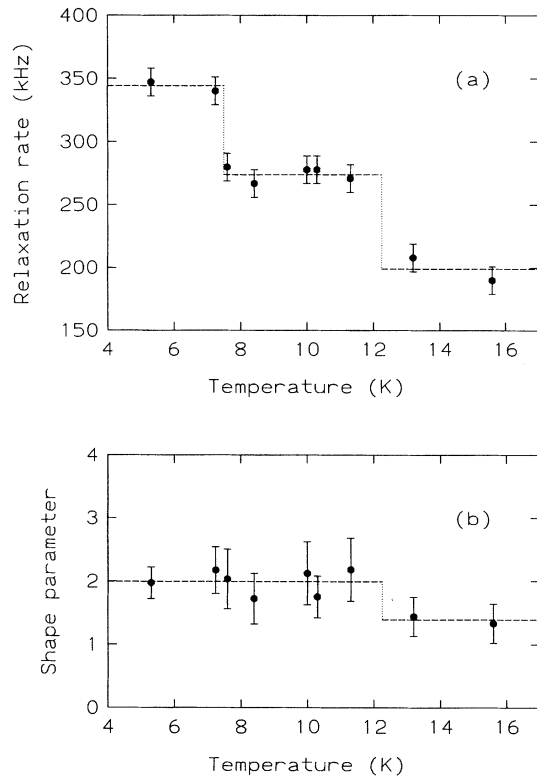 400
350
300
250
200
150
Relaxation rate (kHz)
(a)
4 6 8 10 12 14 16
Temperature (K)
4
3
2
1
0
Shape parameter
(b)
4 6 8 10 12 14 16
Temperature (K)